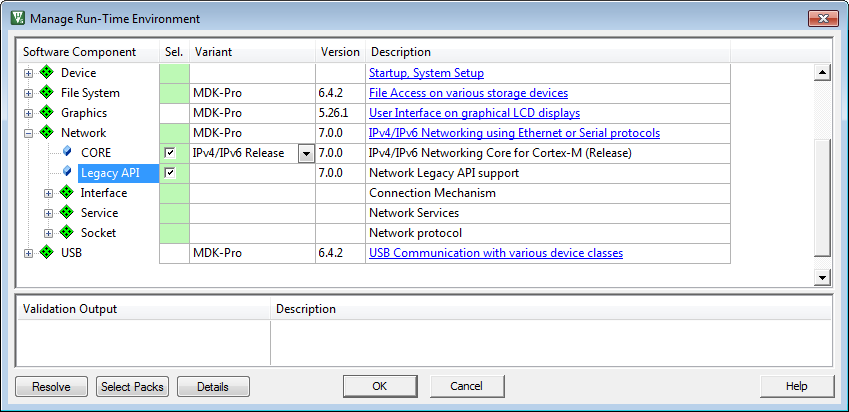 Manage Run-Time Environment
Software Component Sel. Variant Version Description
Device Startup, System Setup
File System MDK-Pro 6.4.2 File Access on various storage devices
Graphics MDK-Pro 5.26.1 User Interface on graphical LCD displays
Network MDK-Pro 7.0.0 IPv4/IPv6 Networking using Ethernet or Serial protocols
CORE IPv4/IPv6 Release 7.0.0 IPv4/IPv6 Networking Core for Cortex-M (Release)
Legacy API 7.0.0 Network Legacy API support
Interface Connection Mechanism
Service Network Services
Socket Network protocol
USB MDK-Pro 6.4.2 USB Communication with various device classes
Validation Output Description
Resolve Select Packs Details OK Cancel Help